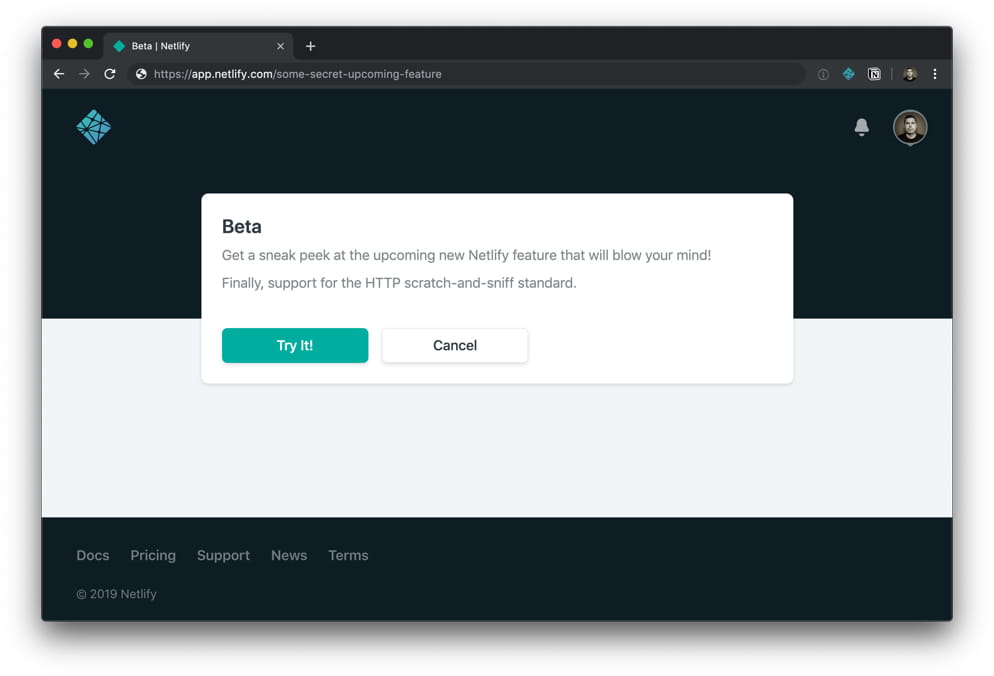 Beta | Netlify
https://app.netlify.com/some-secret-upcoming-feature
Beta
Get a sneak peek at the upcoming new Netlify feature that will blow your mind!
Finally, support for the HTTP scratch-and-sniff standard.
Try It! Cancel
Docs Pricing Support News Terms
© 2019 Netlify